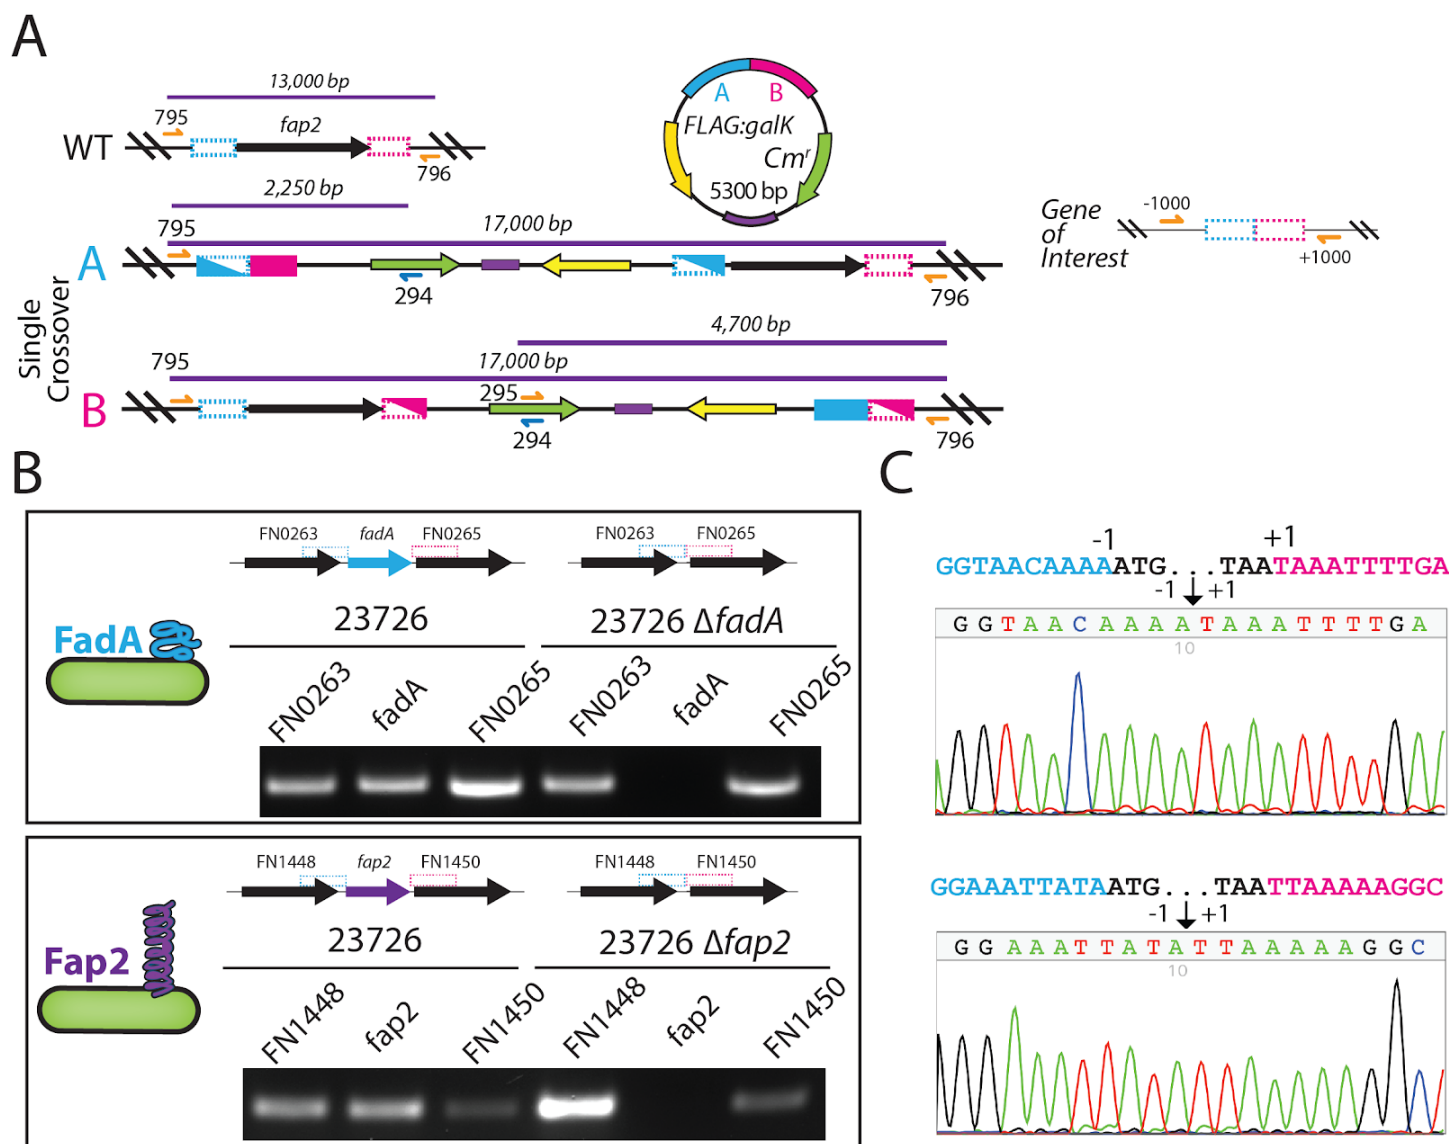 A
13,000 bp
795
fap2
WT
796
A
B
FLAG:galK
Cmr
5300 bp
Gene
of
Interest
-1000
+1000
2,250 bp
795
17,000 bp
A
294
796
Single
Crossover
4,700 bp
795
17,000 bp
295
B
294
796
B
FN0263 fadA FN0265
FN0263 FN0265
23726
23726 ΔfadA
FadA
FN0263 fadA FN0265 FN0263 fadA FN0265
FN1448 fap2 FN1450
FN1448 FN1450
23726
23726 Δfap2
Fap2
FN1448 fap2 FN1450 FN1448 fap2 FN1450
C
-1 +1
GGTAACAAAAATG...TAATAAATTTTGA
-1 +1
GGTAACAAAATAAATTTTGA
10
GGAAATTATAATG...TAATTAAAAAGGC
-1 +1
GGAAATTATATTAAAAAGGC
10